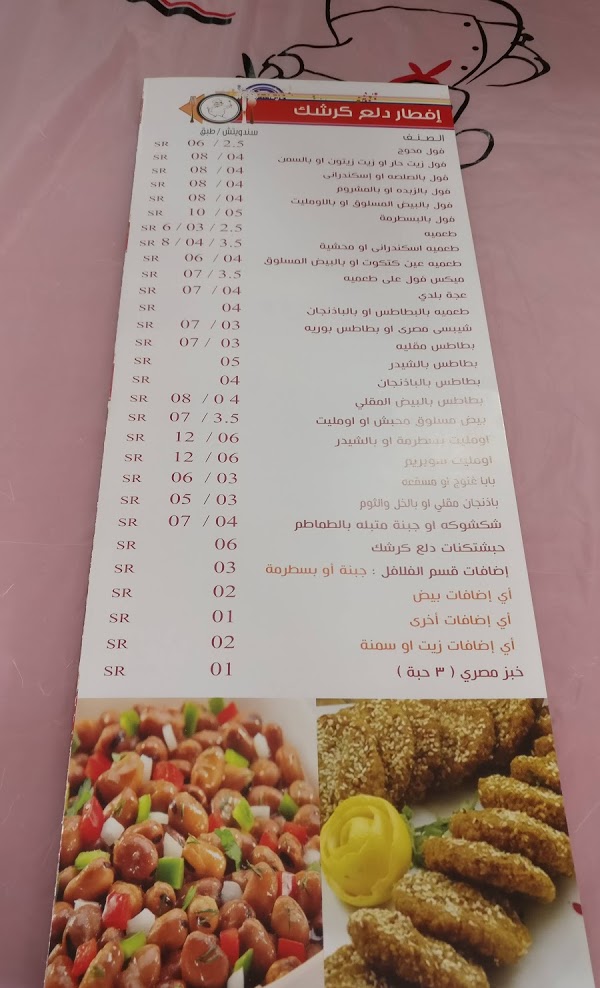 إفطار دلع كرشك
الصنف سندويتش / طبق
فول محوج 2.5 / 06 SR
فول زيت حار او زيت زيتون او بالسمن 04 / 08 SR
فول بالصلصه او إسكندراني 04 / 08 SR
فول بالزبده او بالمشروم 04 / 08 SR
فول بالبيض المسلوق او باللومليت 04 / 08 SR
فول بالبسطرمة 05 / 10 SR
طعميه 2.5 / 03 / 6 SR
طعميه اسكندرانى او محشية 3.5 / 04 / 8 SR
طعميه عين كتكوت او بالبيض المسلوق 04 / 06 SR
ميكس فول على طعميه 3.5 / 07 SR
عجة بلدي 04 / 07 SR
طعميه بالبطاطس او بالباذنجان 04 SR
شيبسى مصرى او بطاطس بوريه 03 / 07 SR
بطاطس مقليه 03 / 07 SR
بطاطس بالشيدر 05 SR
بطاطس بالباذنجان 04 SR
بطاطس بالبيض المقلي 04 / 08 SR
بيض مسلوق محبش او اومليت 3.5 / 07 SR
اومليت بسطرمة او بالشيدر 06 / 12 SR
اومليت سوبريم 06 / 12 SR
بابا غنوج او مسقعه 03 / 06 SR
باذنجان مقلي او بالخل والثوم 03 / 05 SR
شكشوكه او جبنة متبله بالطماطم 04 / 07 SR
حبشتكنات دلع كرشك 06 SR
إضافات قسم الفلافل : جبنة أو بسطرمة 03 SR
أي إضافات بيض 02 SR
أي إضافات أخرى 01 SR
أي إضافات زيت او سمنة 02 SR
خبز مصري ( ٣ حبة ) 01 SR